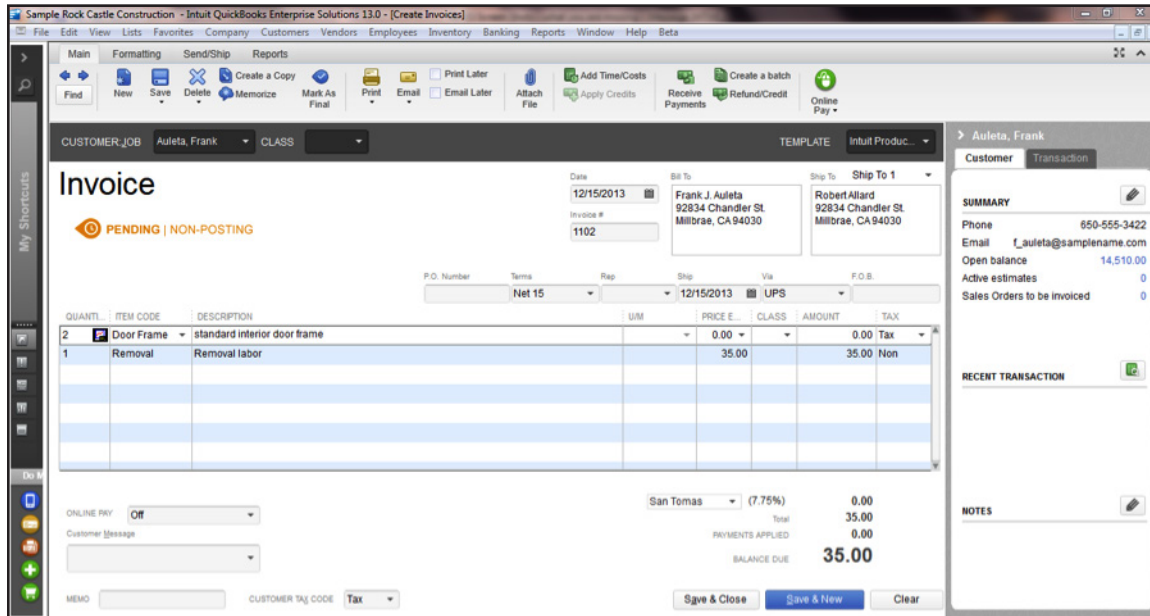 Sample Rock Castle Construction - Intuit QuickBooks Enterprise Solutions 13.0 - [Create Invoices]
File Edit View Lists Favorites Company Customers Vendors Employees Inventory Banking Reports Window Help Beta
Main Formatting Send/Ship Reports
Find New Save Delete Create a Copy Memorize Mark As Final Print Email Print Later Email Later Attach File Add Time/Costs Apply Credits Receive Payments Create a batch Refund/Credit Online Pay
My Shortcuts
Do M
CUSTOMER:JOB Auleta, Frank CLASS TEMPLATE Intuit Produc...
Invoice
PENDING | NON-POSTING
Date
12/15/2013
Invoice #
1102
Bill To
Frank J. Auleta
92834 Chandler St.
Millbrae, CA 94030
Ship To Ship To 1
Robert Allard
92834 Chandler St.
Millbrae, CA 94030
P.O. Number Terms Rep Ship Via F.O.B.
Net 15 12/15/2013 UPS
QUANTI... ITEM CODE DESCRIPTION U/M PRICE E... CLASS AMOUNT TAX
2 Door Frame standard interior door frame 0.00 0.00 Tax
1 Removal Removal labor 35.00 35.00 Non
San Tomas (7.75%) 0.00
Total 35.00
PAYMENTS APPLIED 0.00
BALANCE DUE 35.00
ONLINE PAY Off
Customer Message
MEMO CUSTOMER TAX CODE Tax
Save & Close Save & New Clear
Auleta, Frank
Customer Transaction
SUMMARY
Phone 650-555-3422
Email f_auleta@samplename.com
Open balance 14,510.00
Active estimates 0
Sales Orders to be invoiced 0
RECENT TRANSACTION
NOTES